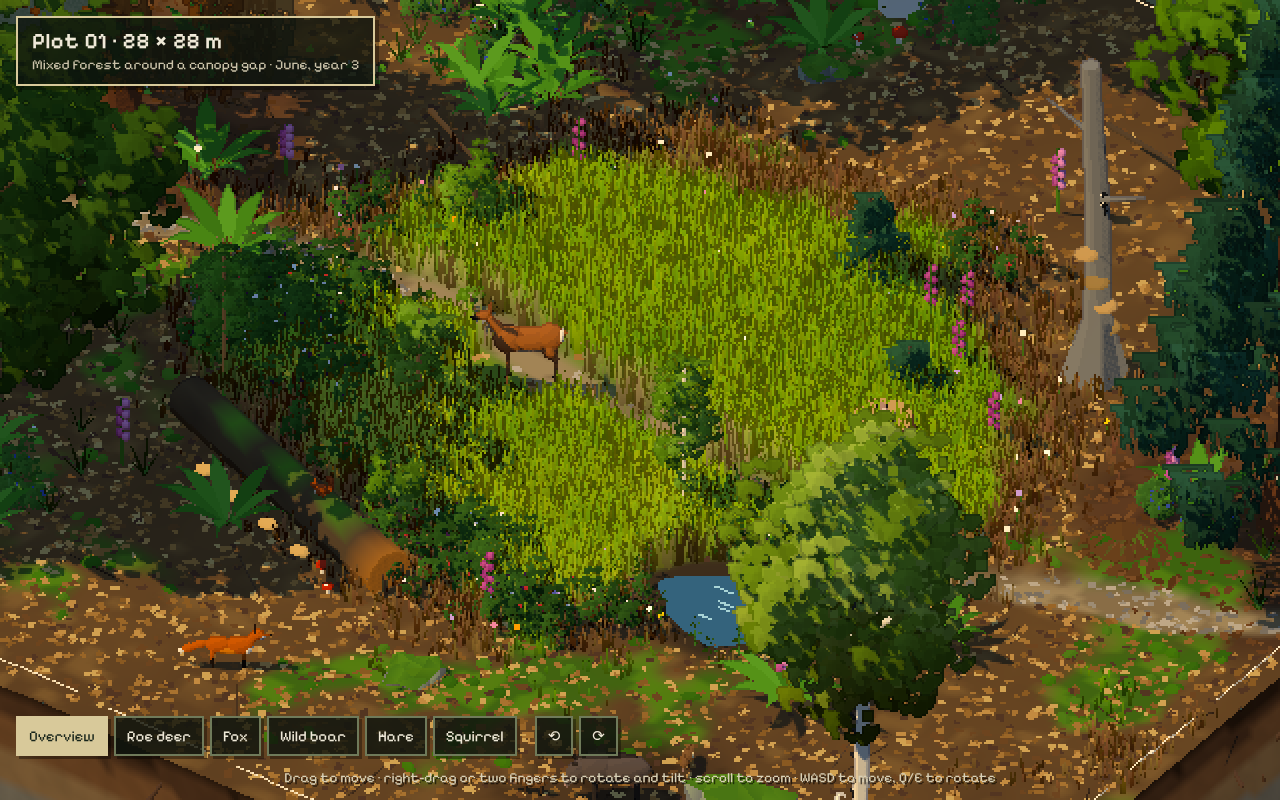 Plot 01 · 28 × 28 m
Mixed forest around a canopy gap · June, year 3
Overview
Roe deer
Fox
Wild boar
Hare
Squirrel
⟲
⟳
Drag to move · right-drag or two fingers to rotate and tilt · scroll to zoom · WASD to move, Q/E to rotate